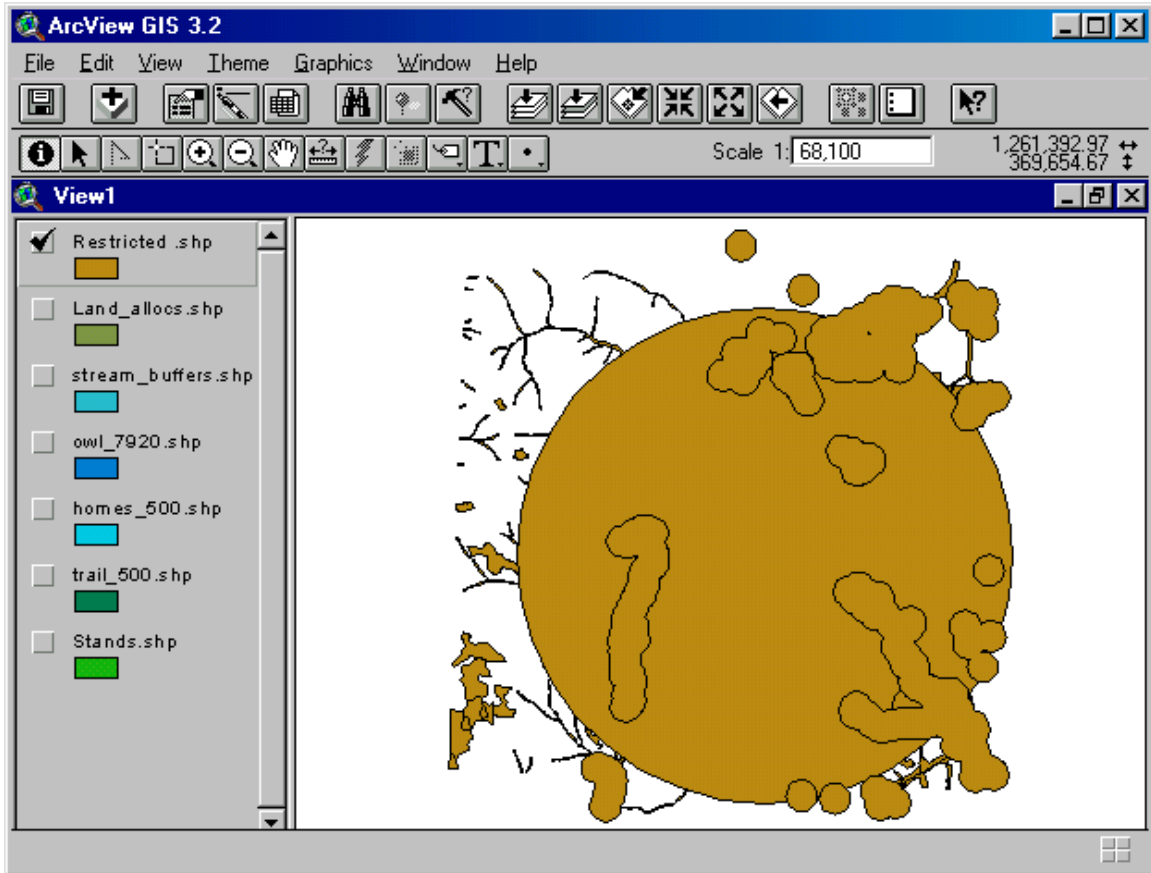 ArcView GIS 3.2
File Edit View Theme Graphics Window Help
Scale 1: 68,100
1,261,392.97
369,654.67
View1
Restricted .shp
Land_allocs.shp
stream_buffers.shp
owl_7920.shp
homes_500.shp
trail_500.shp
Stands.shp